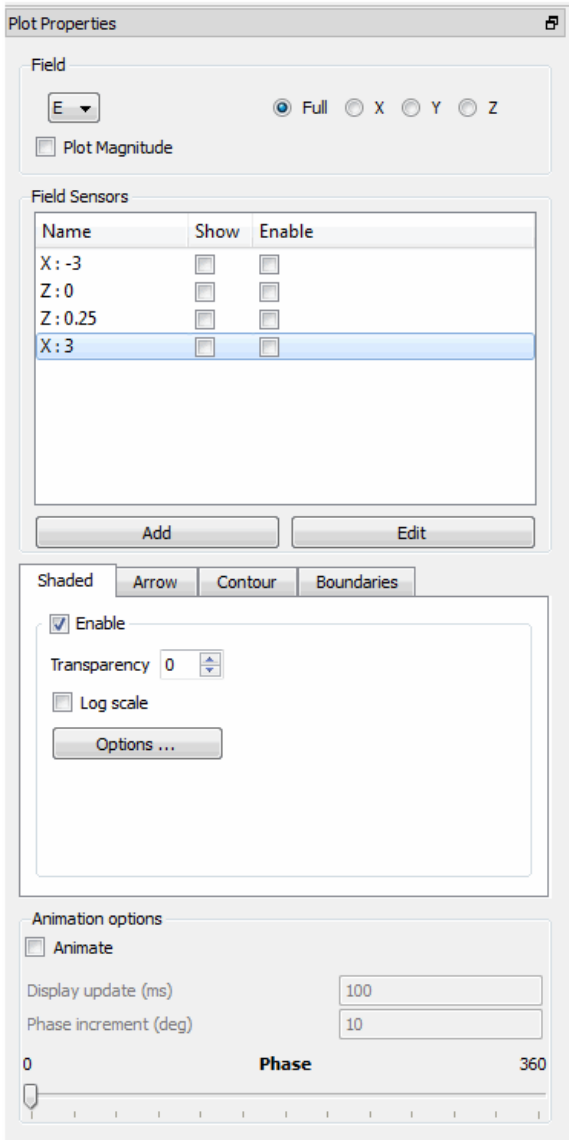 Plot Properties
Field
E Full X Y Z
Plot Magnitude
Field Sensors
Name Show Enable
X : -3
Z : 0
Z : 0.25
X : 3
Add Edit
Shaded Arrow Contour Boundaries
Enable
Transparency 0
Log scale
Options ...
Animation options
Animate
Display update (ms) 100
Phase increment (deg) 10
0 Phase 360